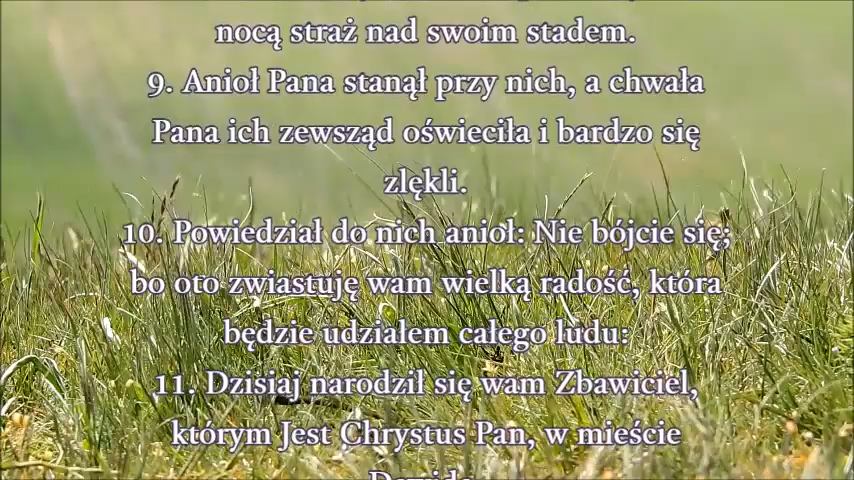 nocą straż nad swoim stadem.
9. Anioł Pana stanął przy nich, a chwała
Pana ich zewsząd oświeciła i bardzo się
zlękli.
10. Powiedział do nich anioł: Nie bójcie się;
bo oto zwiastuję wam wielką radość, która
będzie udziałem całego ludu:
11. Dzisiaj narodził się wam Zbawiciel,
którym Jest Chrystus Pan, w mieście